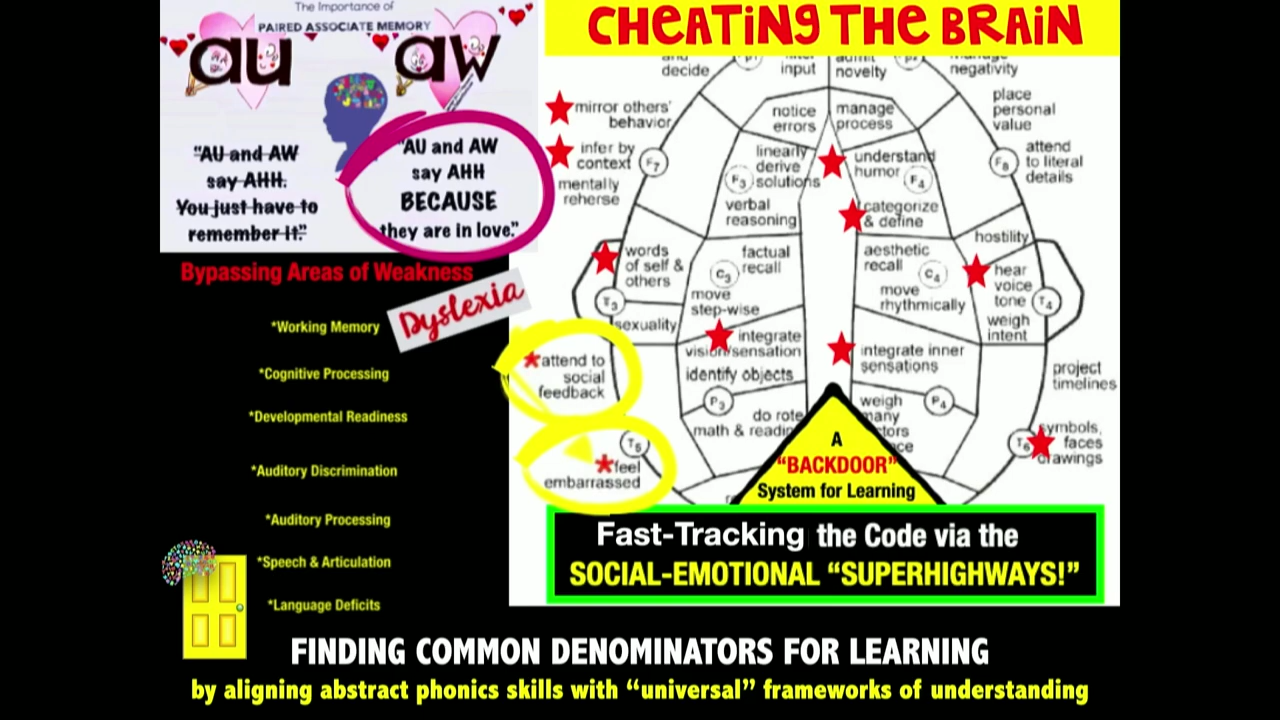 The Importance of
PAIRED ASSOCIATE MEMORY
au
aw
"AU and AW
say AHH.
You just have to
remember it."
"AU and AW
say AHH
BECAUSE
they are in love."
Bypassing Areas of Weakness
Dyslexia
*Working Memory
*Cognitive Processing
*Developmental Readiness
*Auditory Discrimination
*Auditory Processing
*Speech & Articulation
*Language Deficits
CHEATING THE BRAIN
and
decide
filter
input
admit
novelty
manage
negativity
mirror others'
behavior
notice
errors
manage
process
place
personal
value
infer by
context
F7
linearly
derive
solutions
F3
understand
humor
F4
F8
attend
to literal
details
mentally
reherse
verbal
reasoning
categorize
& define
hostility
words
of self &
others
factual
recall
C3
aesthetic
recall
C4
hear
voice
tone
T4
T3
move
step-wise
move
rhythmically
weigh
intent
sexuality
integrate
vision/sensation
integrate inner
sensations
attend to
social
feedback
identify objects
project
timelines
P3
weigh
many
P4
do rote
math &
T5
symbols,
faces
drawings
T6
feel
embarrassed
A
"BACKDOOR"
System for Learning
Fast-Tracking the Code via the
SOCIAL-EMOTIONAL "SUPERHIGHWAYS!"
FINDING COMMON DENOMINATORS FOR LEARNING
by aligning abstract phonics skills with "universal" frameworks of understanding